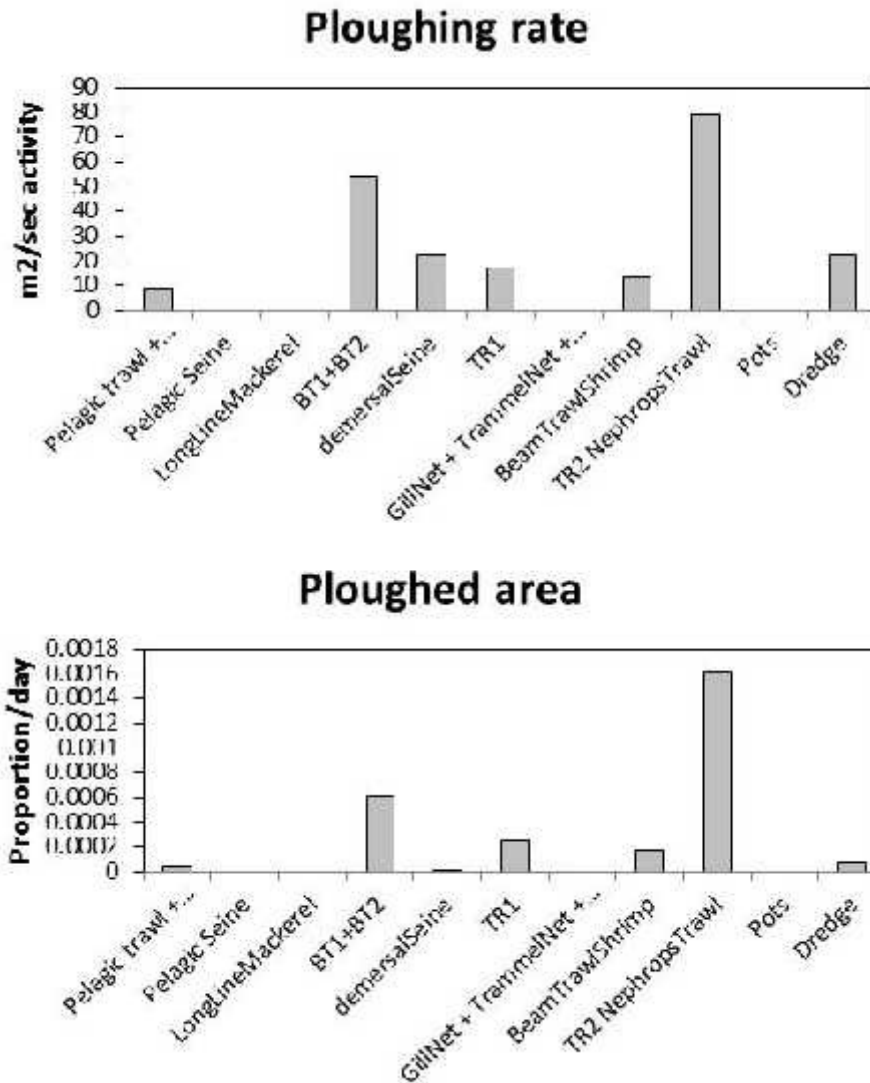 Ploughing rate
m2/sec activity
90
80
70
60
50
40
30
20
10
0
Pelagic trawl +...
Pelagic Seine
LongLineMackerel
BT1+BT2
demersalSeine
TR1
GillNet + TrammelNet +...
BeamTrawlShrimp
TR2 NephropsTrawl
Pots
Dredge
Ploughed area
Proportion/day
0.0018
0.0016
0.0014
0.0012
0.001
0.0008
0.0006
0.0004
0.0002
0
Pelagic trawl +...
Pelagic Seine
LongLineMackerel
BT1+BT2
demersalSeine
TR1
GillNet + TrammelNet +...
BeamTrawlShrimp
TR2 NephropsTrawl
Pots
Dredge